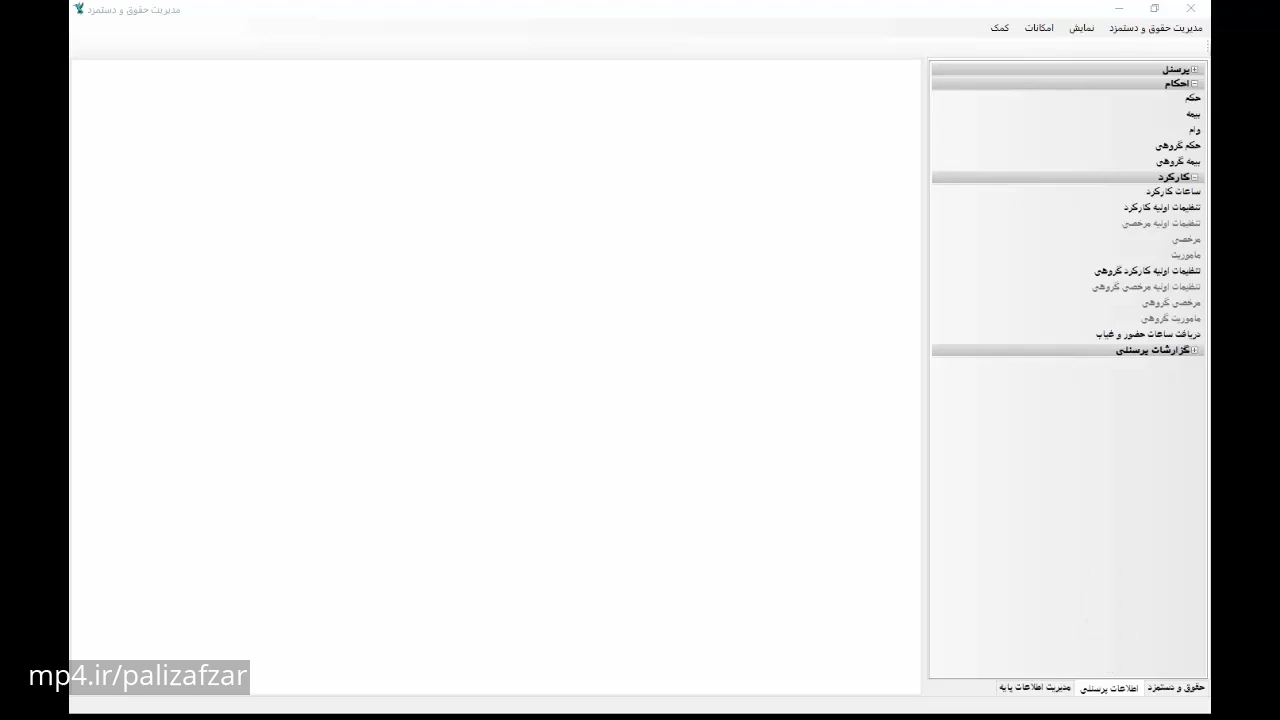 مدیریت حقوق و دستمزد
مدیریت حقوق و دستمزد نمایش امکانات کمک
پرسنل
احکام
حکم
بیمه
وام
حکم گروهی
بیمه گروهی
کارکرد
ساعات کارکرد
تنظیمات اولیه کارکرد
تنظیمات اولیه مرخصی
مرخصی
ماموریت
تنظیمات اولیه کارکرد گروهی
تنظیمات اولیه مرخصی گروهی
مرخصی گروهی
ماموریت گروهی
دریافت ساعات حضور و غیاب
گزارشات پرسنلی
حقوق و دستمزد اطلاعات پرسنلی مدیریت اطلاعات پایه
mp4.ir/palizafzar